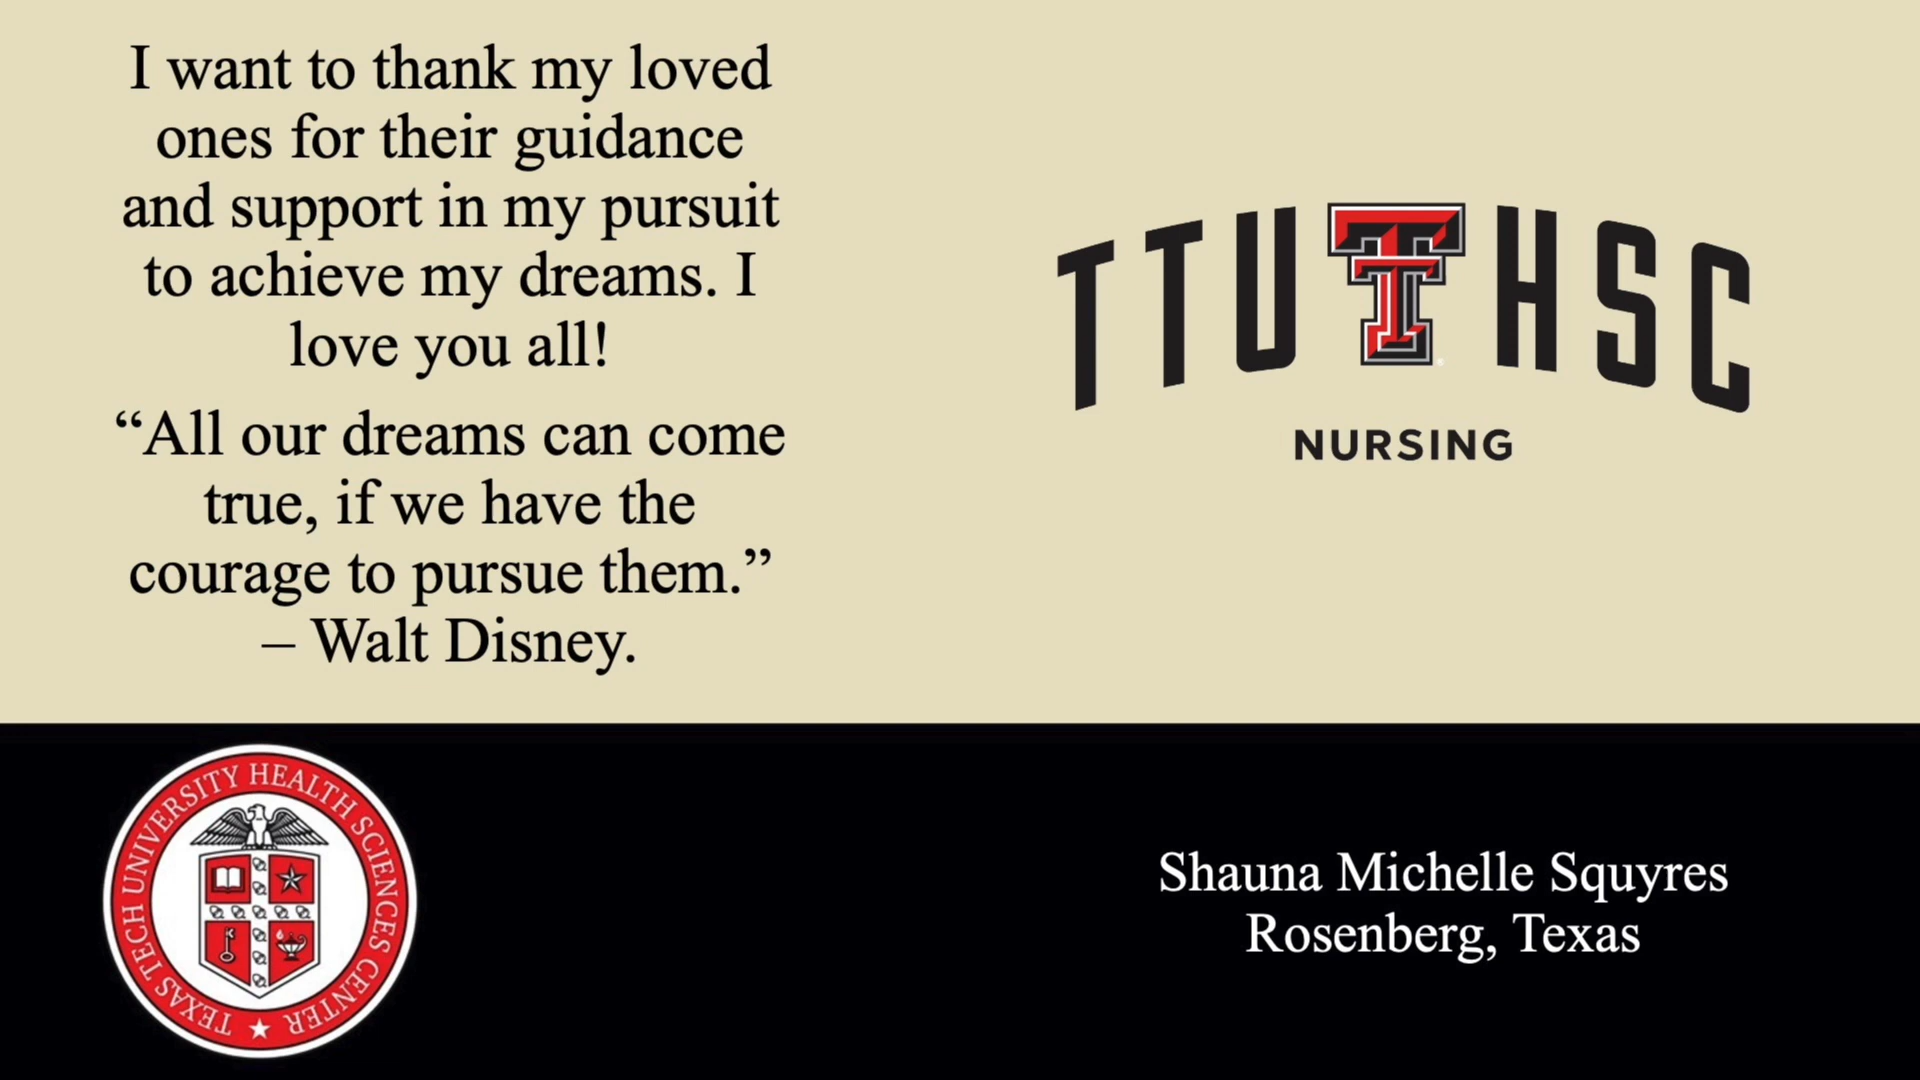 I want to thank my loved
ones for their guidance
and support in my pursuit
to achieve my dreams. I
love you all!
“All our dreams can come
true, if we have the
courage to pursue them.”
– Walt Disney.
TTU T HSC
NURSING
TEXAS TECH UNIVERSITY HEALTH SCIENCES CENTER
Shauna Michelle Squyres
Rosenberg, Texas